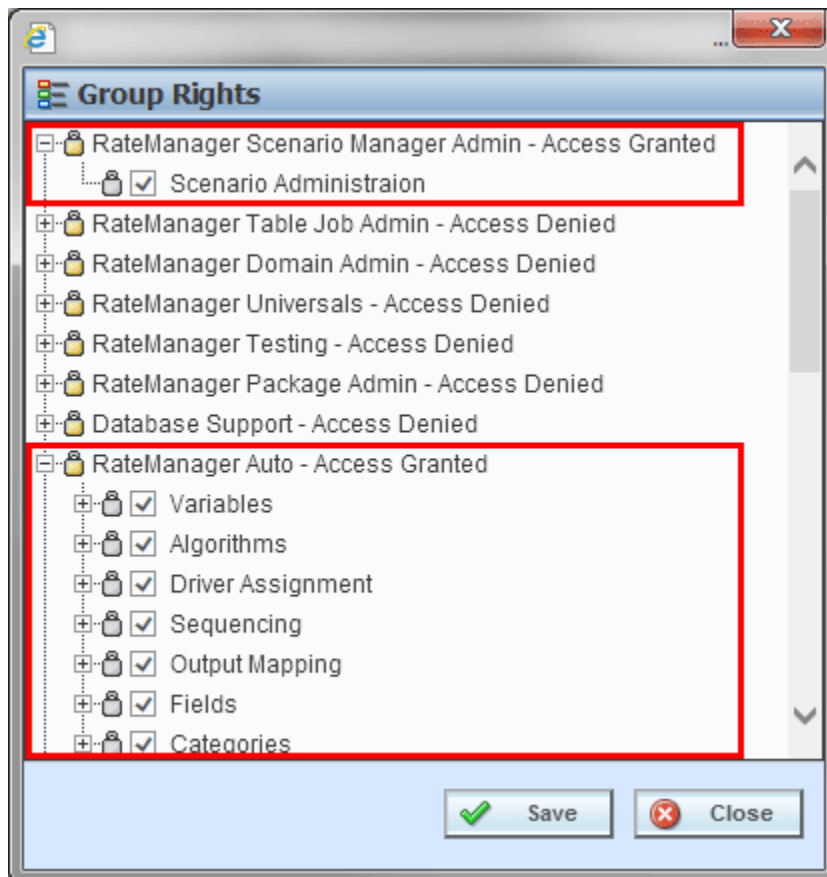 ...
Group Rights
RateManager Scenario Manager Admin - Access Granted
Scenario Administraion
RateManager Table Job Admin - Access Denied
RateManager Domain Admin - Access Denied
RateManager Universals - Access Denied
RateManager Testing - Access Denied
RateManager Package Admin - Access Denied
Database Support - Access Denied
RateManager Auto - Access Granted
Variables
Algorithms
Driver Assignment
Sequencing
Output Mapping
Fields
Categories
Save Close